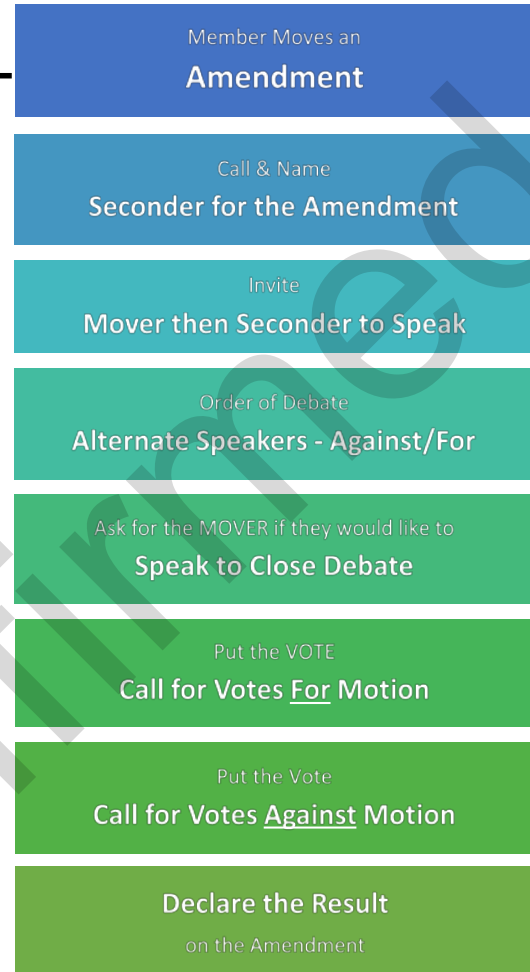 Member Moves an
Amendment
Call & Name
Seconder for the Amendment
Invite
Mover then Seconder to Speak
Order of Debate
Alternate Speakers - Against/For
Ask for the MOVER if they would like to
Speak to Close Debate
Put the VOTE
Call for Votes For Motion
Put the Vote
Call for Votes Against Motion
Declare the Result
on the Amendment